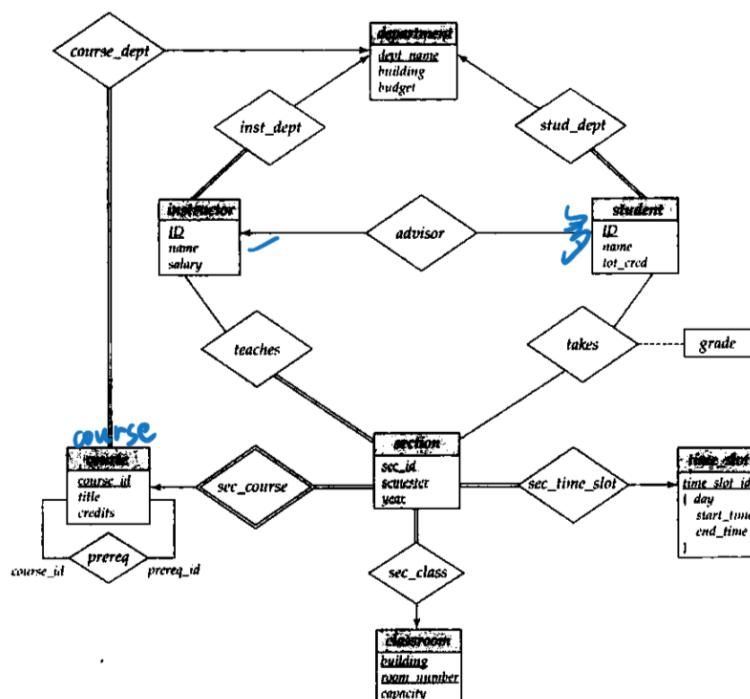 course_dept
department
dept_name
building
budget
inst_dept
stud_dept
instructor
ID
name
salary
advisor
student
ID
name
tot_cred
teaches
takes
grade
course
course_id
title
credits
sec_course
section
sec_id
semester
year
sec_time_slot
time_slot
time_slot_id
{ day
start_time
end_time
}
course_id
prereq
prereq_id
sec_class
classroom
building
room_number
capacity